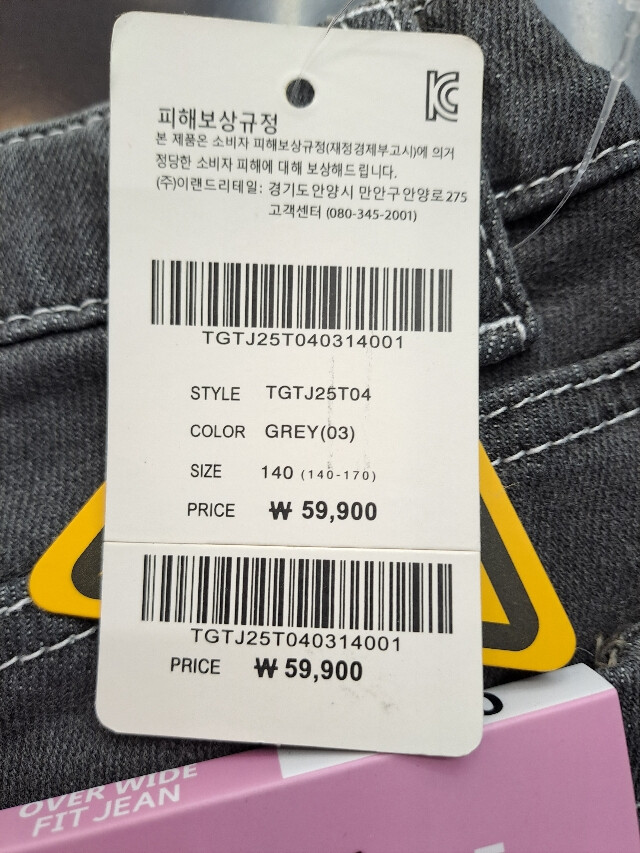 피해보상규정
본 제품은 소비자 피해보상규정(재정경제부고시)에 의거
정당한 소비자 피해에 대해 보상해드립니다.
(주)이랜드리테일: 경기도안양시 만안구안양로275
고객센터 (080-345-2001)
TGTJ25T040314001
STYLE TGTJ25T04
COLOR GREY(03)
SIZE 140 (140-170)
PRICE ₩ 59,900
TGTJ25T040314001
PRICE ₩ 59,900
OVER WIDE
FIT JEAN